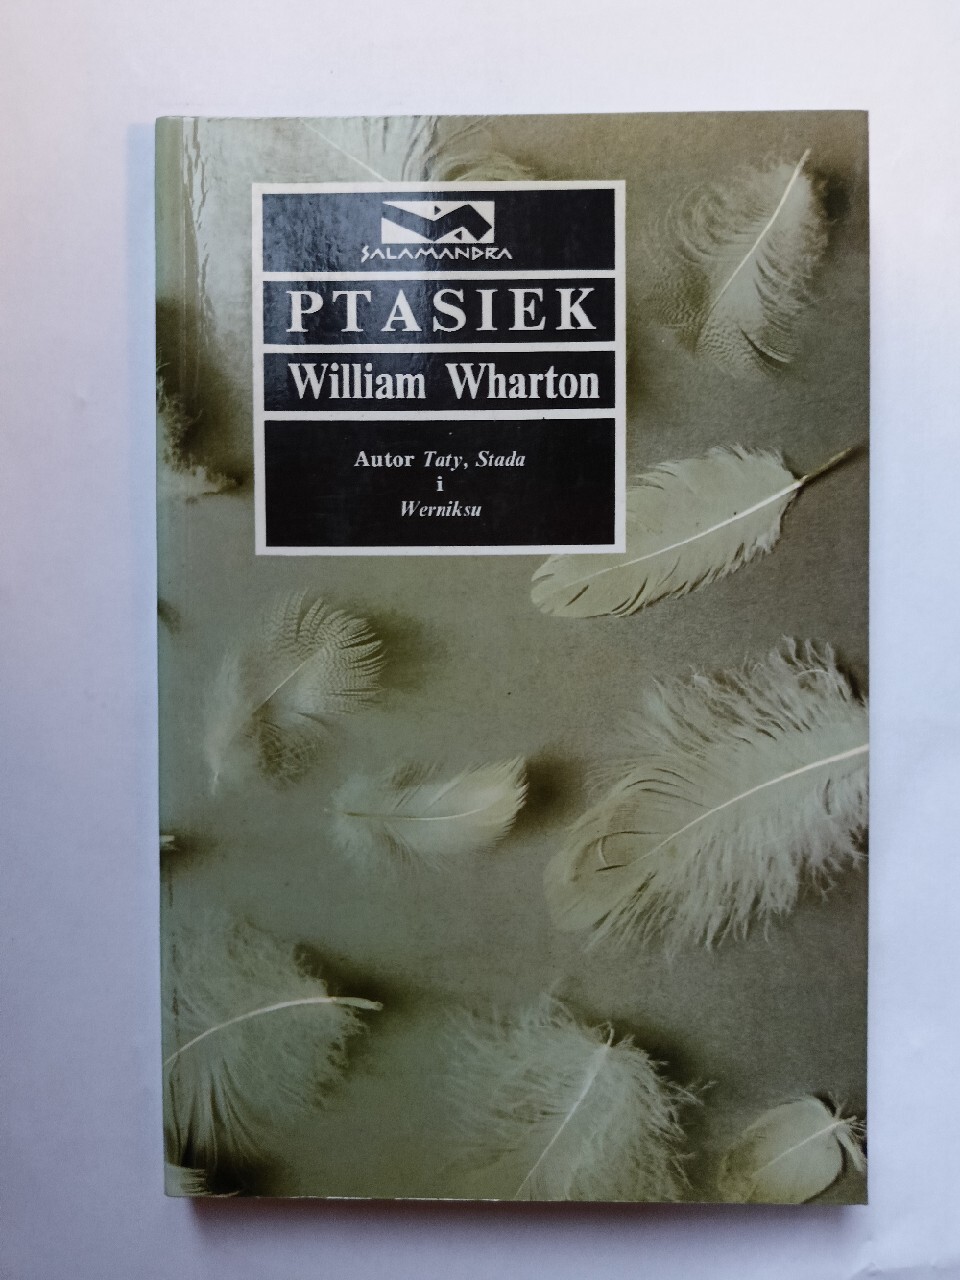 SALAMANDRA
PTASIEK
William Wharton
Autor Taty, Stada
i
Werniksu